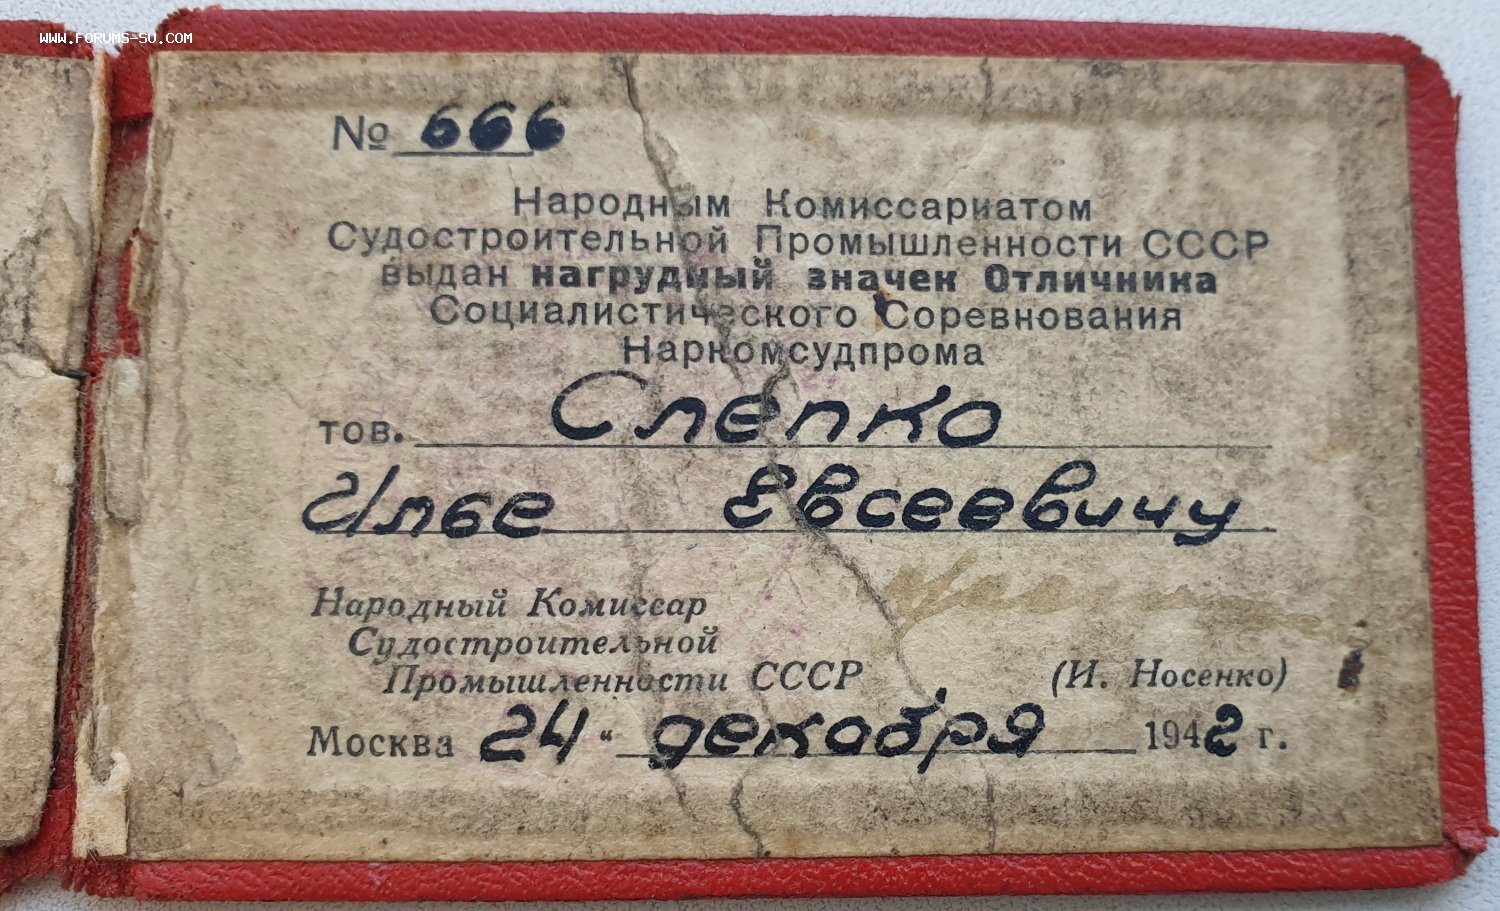 www.forums-su.com
№ 666
Народным Комиссариатом
Судостроительной Промышленности СССР
выдан нагрудный значек Отличника
Социалистического Соревнования
Наркомсудпрома
тов. Слепко
Илье Евсеевичу
Народный Комиссар
Судостроительной
Промышленности СССР (И. Носенко)
Москва 24 " декабря 1942 г.